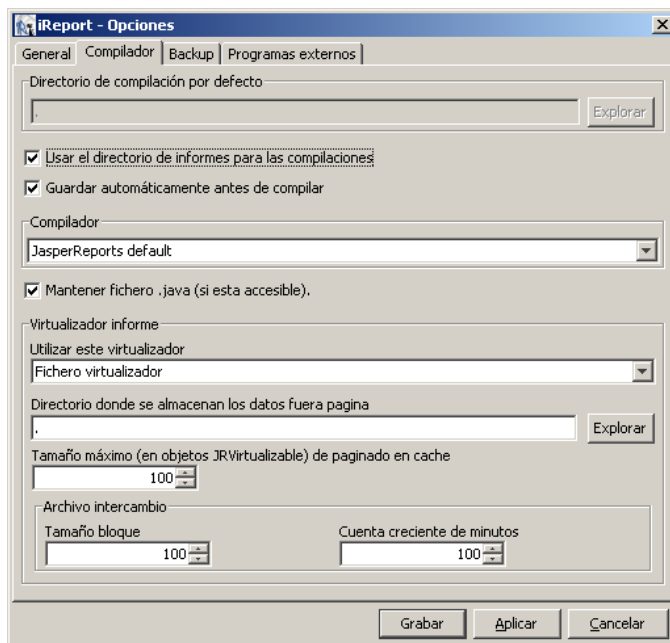 iReport - Opciones
General Compilador Backup Programas externos
Directorio de compilación por defecto
. Explorar
Usar el directorio de informes para las compilaciones
Guardar automáticamente antes de compilar
Compilador
JasperReports default
Mantener fichero .java (si esta accesible).
Virtualizador informe
Utilizar este virtualizador
Fichero virtualizador
Directorio donde se almacenan los datos fuera pagina
. Explorar
Tamaño máximo (en objetos JRVirtualizable) de paginado en cache
100
Archivo intercambio
Tamaño bloque Cuenta creciente de minutos
100 100
Grabar Aplicar Cancelar